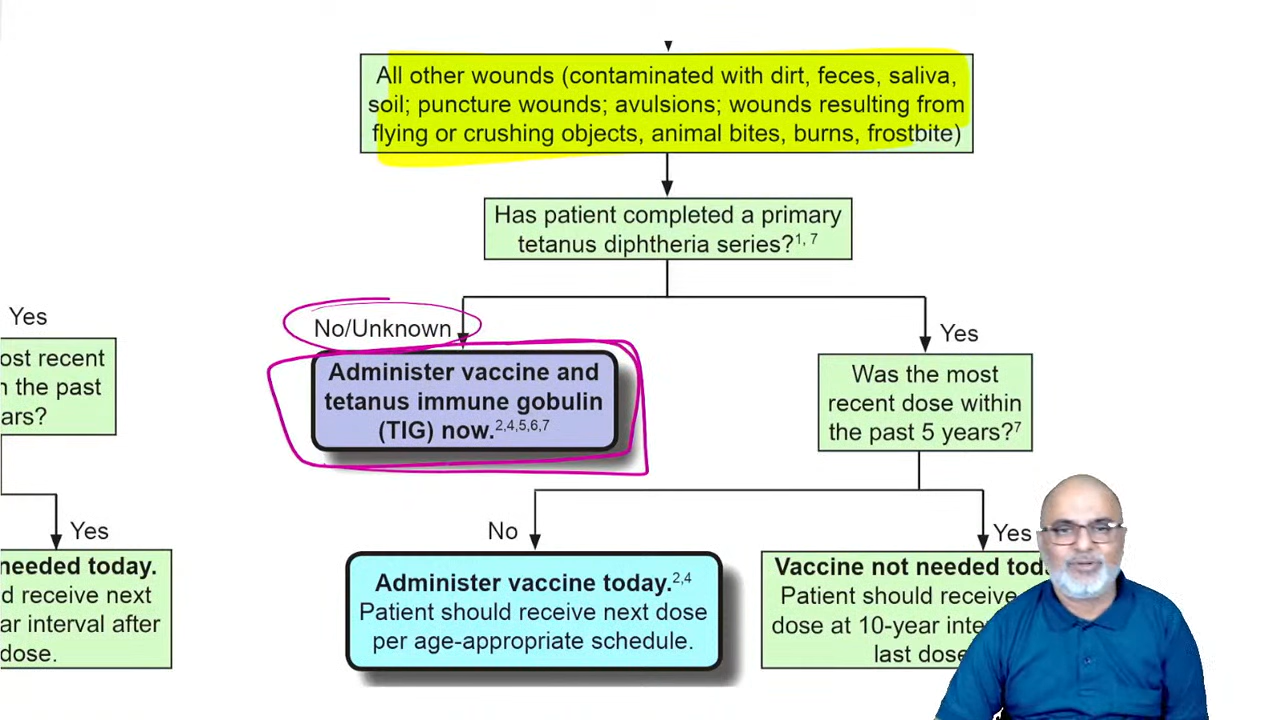 All other wounds (contaminated with dirt, feces, saliva,
soil; puncture wounds; avulsions; wounds resulting from
flying or crushing objects, animal bites, burns, frostbite)
Has patient completed a primary
tetanus diphtheria series?1, 7
Yes
ost recent
n the past
ars?
No/Unknown
Administer vaccine and
tetanus immune gobulin
(TIG) now.2,4,5,6,7
Yes
Was the most
recent dose within
the past 5 years?7
Yes
needed today.
d receive next
ar interval after
dose.
No
Administer vaccine today.2,4
Patient should receive next dose
per age-appropriate schedule.
Yes
Vaccine not needed tod
Patient should receive
dose at 10-year inte
last dose